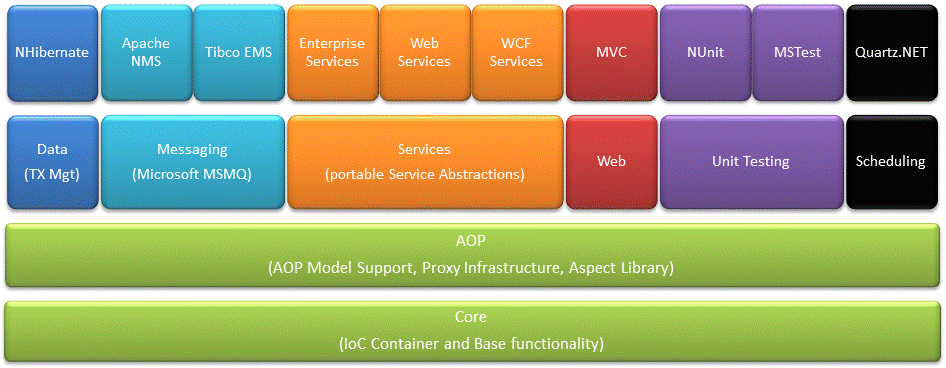 NHibernate
Apache
NMS
Tibco EMS
Enterprise
Services
Web
Services
WCF
Services
MVC
NUnit
MSTest
Quartz.NET
Data
(TX Mgt)
Messaging
(Microsoft MSMQ)
Services
(portable Service Abstractions)
Web
Unit Testing
Scheduling
AOP
(AOP Model Support, Proxy Infrastructure, Aspect Library)
Core
(IoC Container and Base functionality)